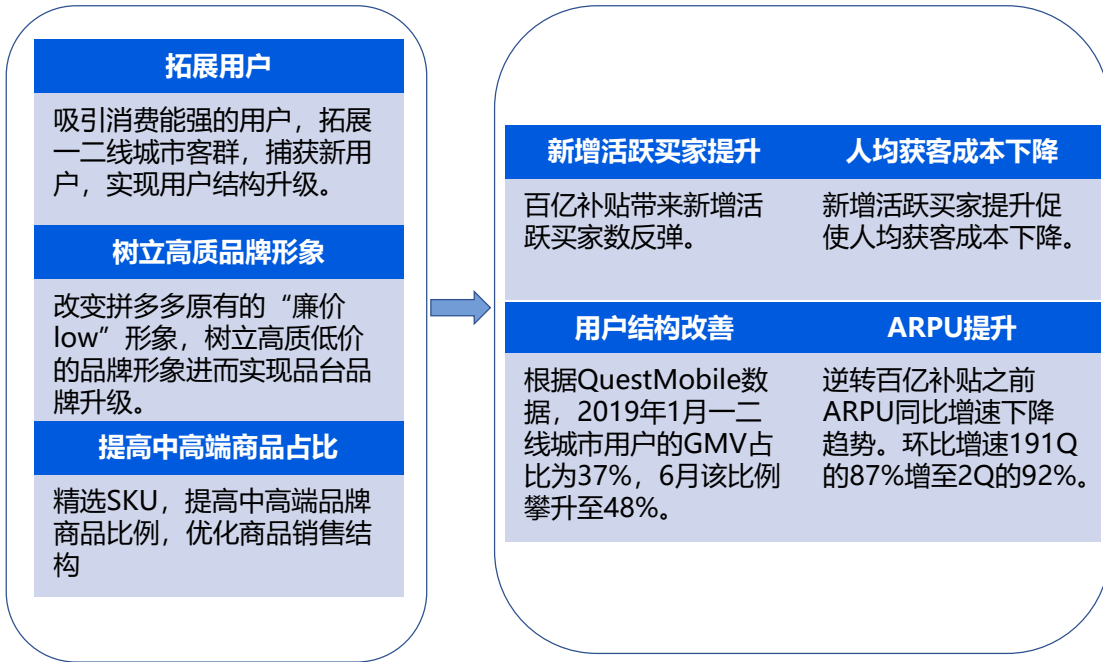 拓展用户
吸引消费能强的用户，拓展
一二线城市客群，捕获新用
户，实现用户结构升级。
树立高质品牌形象
改变拼多多原有的“廉价
low”形象，树立高质低价
的品牌形象进而实现品台品
牌升级。
提高中高端商品占比
精选SKU，提高中高端品牌
商品比例，优化商品销售结
构
新增活跃买家提升
百亿补贴带来新增活
跃买家数反弹。
人均获客成本下降
新增活跃买家提升促
使人均获客成本下降。
用户结构改善
根据QuestMobile数
据，2019年1月一二
线城市用户的GMV占
比为37%，6月该比例
攀升至48%。
ARPU提升
逆转百亿补贴之前
ARPU同比增速下降
趋势。环比增速191Q
的87%增至2Q的92%。